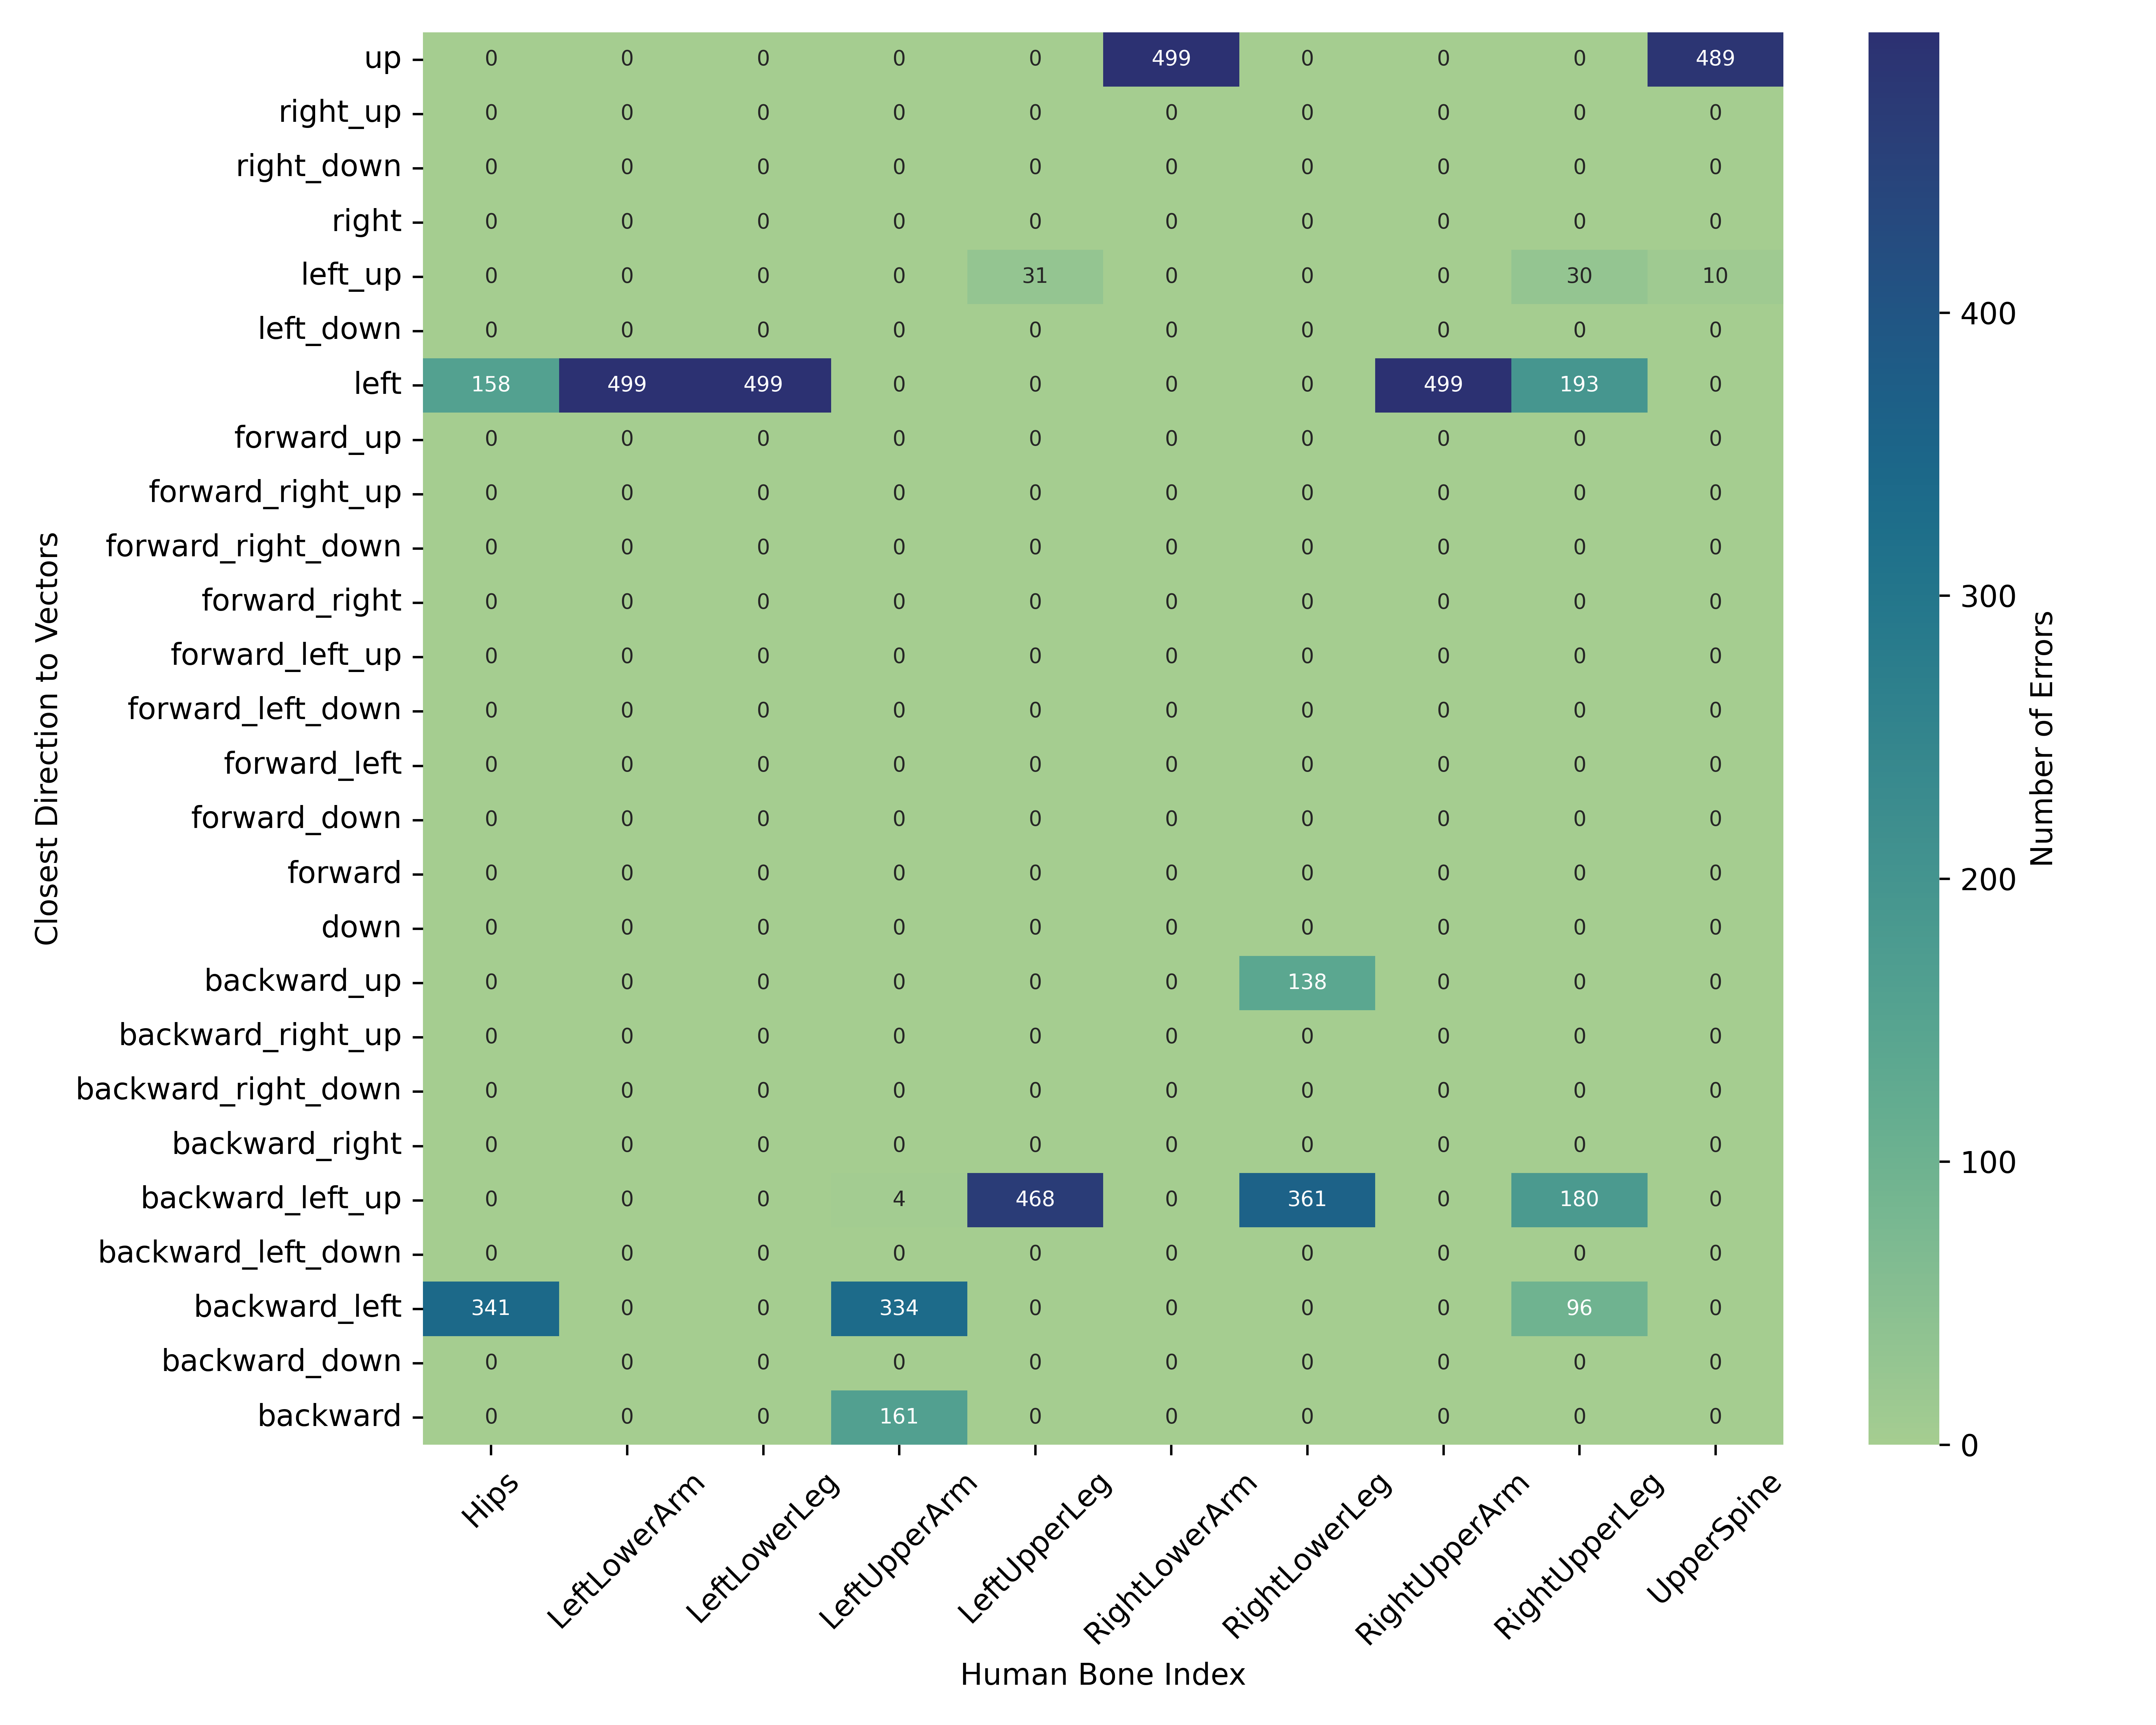 up 0 0 0 0 0 499 0 0 0 489
right_up 0 0 0 0 0 0 0 0 0 0
right_down 0 0 0 0 0 0 0 0 0 0
right 0 0 0 0 0 0 0 0 0 0
left_up 0 0 0 0 31 0 0 0 30 10
left_down 0 0 0 0 0 0 0 0 0 0
left 158 499 499 0 0 0 0 499 193 0
forward_up 0 0 0 0 0 0 0 0 0 0
forward_right_up 0 0 0 0 0 0 0 0 0 0
forward_right_down 0 0 0 0 0 0 0 0 0 0
forward_right 0 0 0 0 0 0 0 0 0 0
forward_left_up 0 0 0 0 0 0 0 0 0 0
forward_left_down 0 0 0 0 0 0 0 0 0 0
forward_left 0 0 0 0 0 0 0 0 0 0
forward_down 0 0 0 0 0 0 0 0 0 0
forward 0 0 0 0 0 0 0 0 0 0
down 0 0 0 0 0 0 0 0 0 0
backward_up 0 0 0 0 0 0 138 0 0 0
backward_right_up 0 0 0 0 0 0 0 0 0 0
backward_right_down 0 0 0 0 0 0 0 0 0 0
backward_right 0 0 0 0 0 0 0 0 0 0
backward_left_up 0 0 0 4 468 0 361 0 180 0
backward_left_down 0 0 0 0 0 0 0 0 0 0
backward_left 341 0 0 334 0 0 0 0 96 0
backward_down 0 0 0 0 0 0 0 0 0 0
backward 0 0 0 161 0 0 0 0 0 0
Closest Direction to Vectors
Hips
LeftLowerArm
LeftLowerLeg
LeftUpperArm
LeftUpperLeg
RightLowerArm
RightLowerLeg
RightUpperArm
RightUpperLeg
UpperSpine
Human Bone Index
400
300
200
100
0
Number of Errors